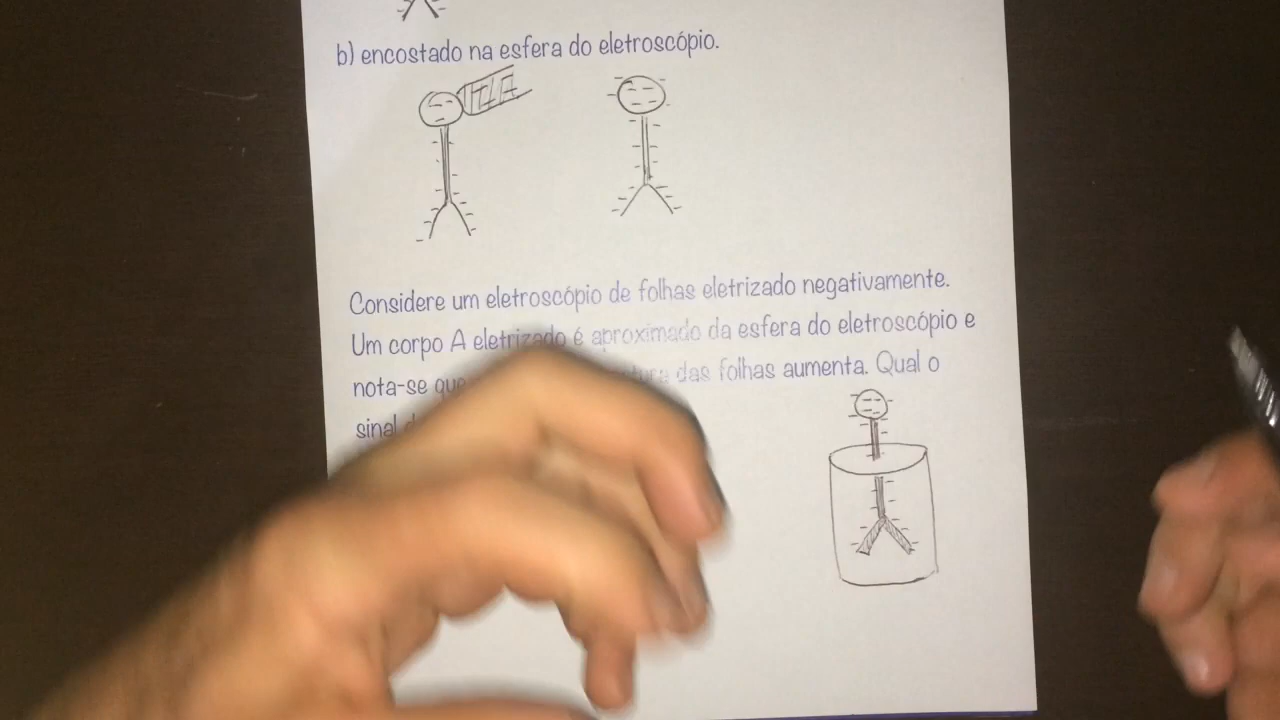 b) encostado na esfera do eletroscópio.
Considere um eletroscópio de folhas eletrizado negativamente.
Um corpo A eletrizado é aproximado da esfera do eletroscópio e
nota-se que das folhas aumenta. Qual o
sinal